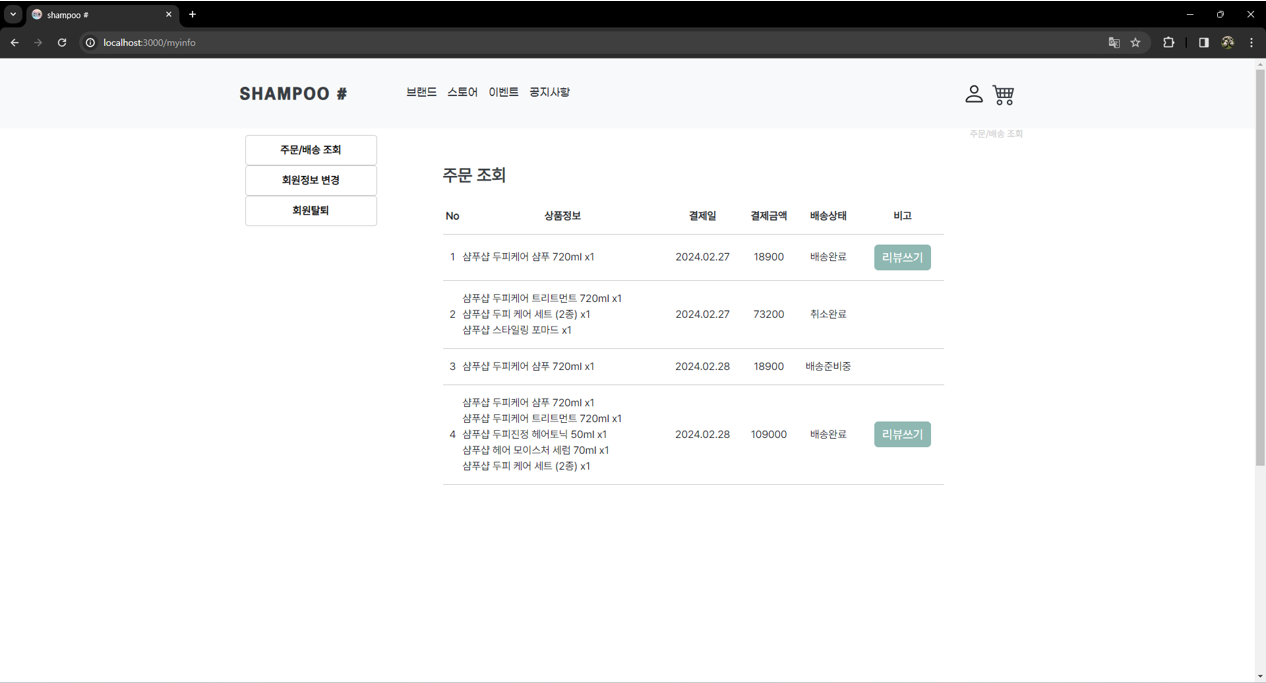 shampoo #
localhost:3000/myinfo
SHAMPOO #
브랜드 스토어 이벤트 공지사항
주문/배송 조회
주문/배송 조회
회원정보 변경
회원탈퇴
주문 조회
No 상품정보 결제일 결제금액 배송상태 비고
1 샴푸샵 두피케어 샴푸 720ml x1 2024.02.27 18900 배송완료 리뷰쓰기
샴푸샵 두피케어 트리트먼트 720ml x1
2 샴푸샵 두피 케어 세트 (2종) x1 2024.02.27 73200 취소완료
샴푸샵 스타일링 포마드 x1
3 샴푸샵 두피케어 샴푸 720ml x1 2024.02.28 18900 배송준비중
샴푸샵 두피케어 샴푸 720ml x1
샴푸샵 두피케어 트리트먼트 720ml x1
4 샴푸샵 두피진정 헤어토닉 50ml x1 2024.02.28 109000 배송완료 리뷰쓰기
샴푸샵 헤어 모이스처 세럼 70ml x1
샴푸샵 두피 케어 세트 (2종) x1